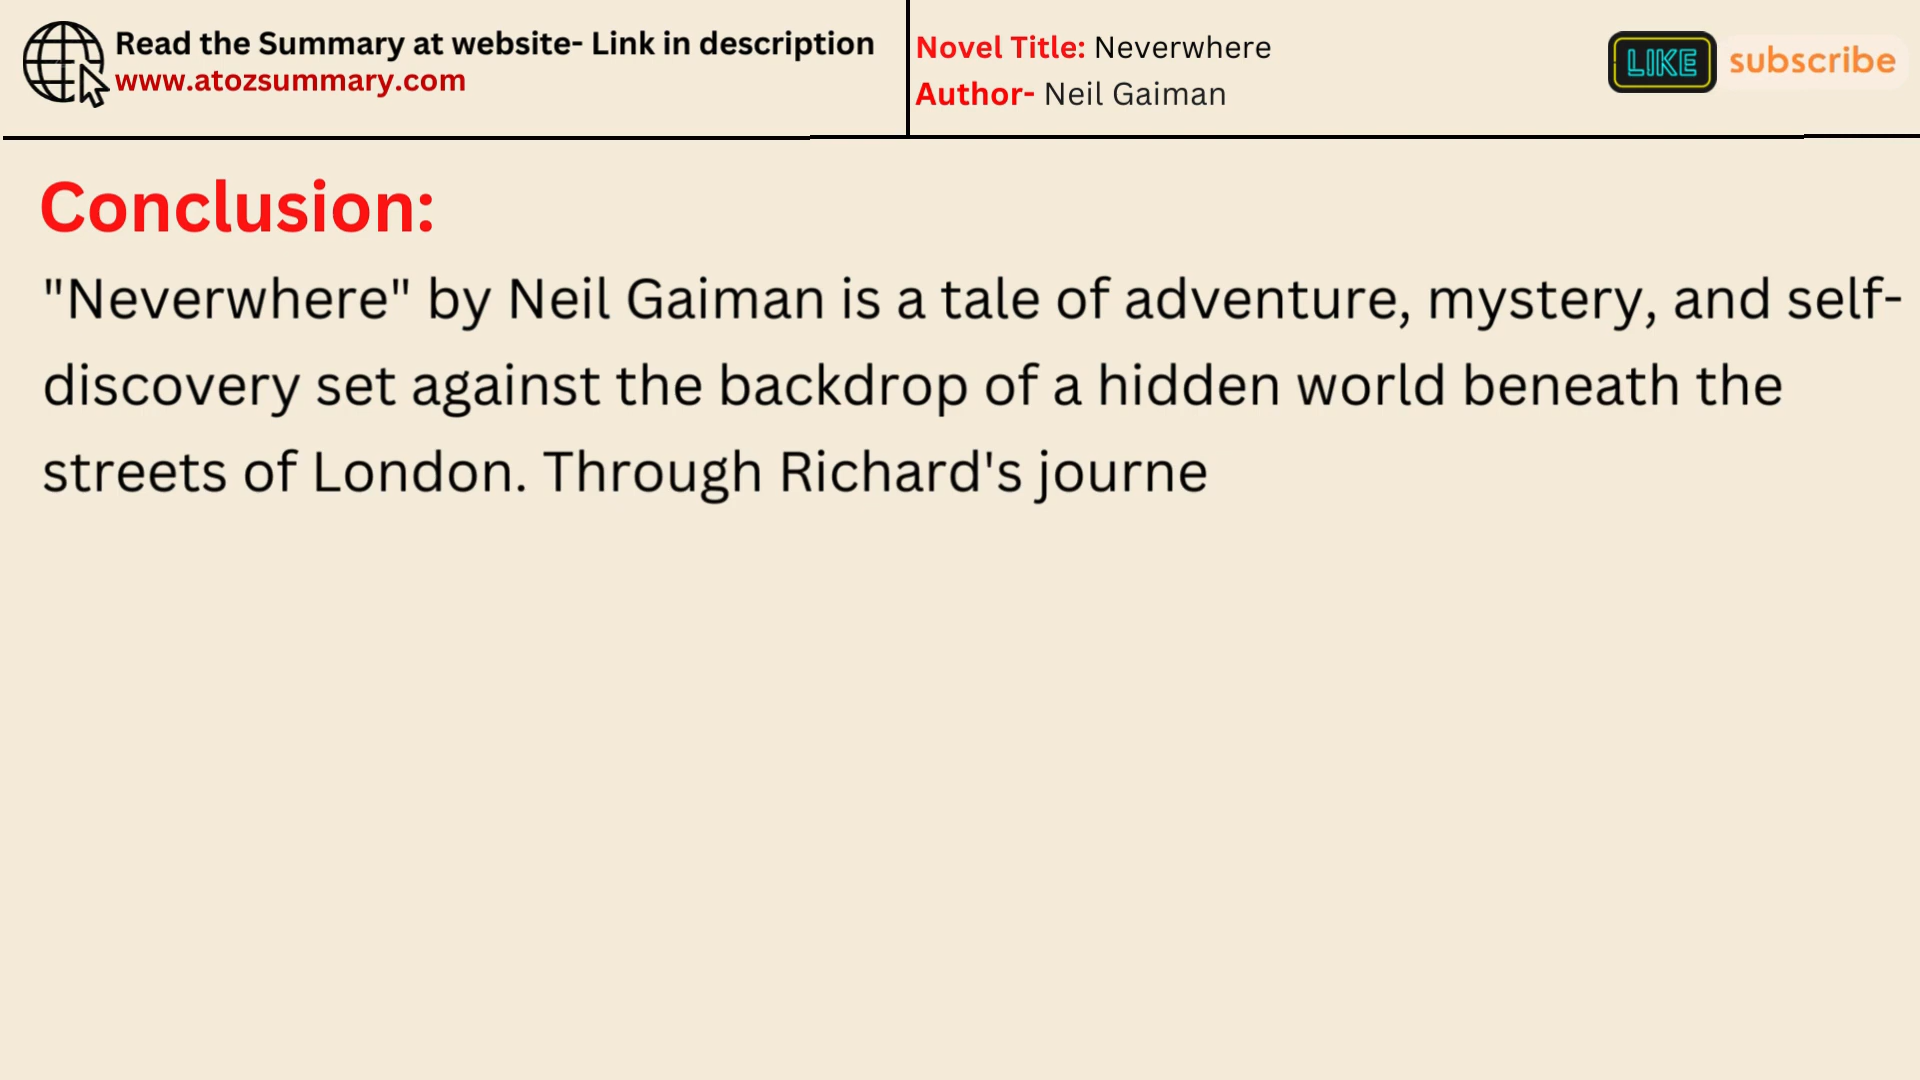 Read the Summary at website- Link in description
www.atozsummary.com
Novel Title: Neverwhere
Author- Neil Gaiman
LIKE
subscribe
Conclusion:
"Neverwhere" by Neil Gaiman is a tale of adventure, mystery, and self-
discovery set against the backdrop of a hidden world beneath the
streets of London. Through Richard's journe